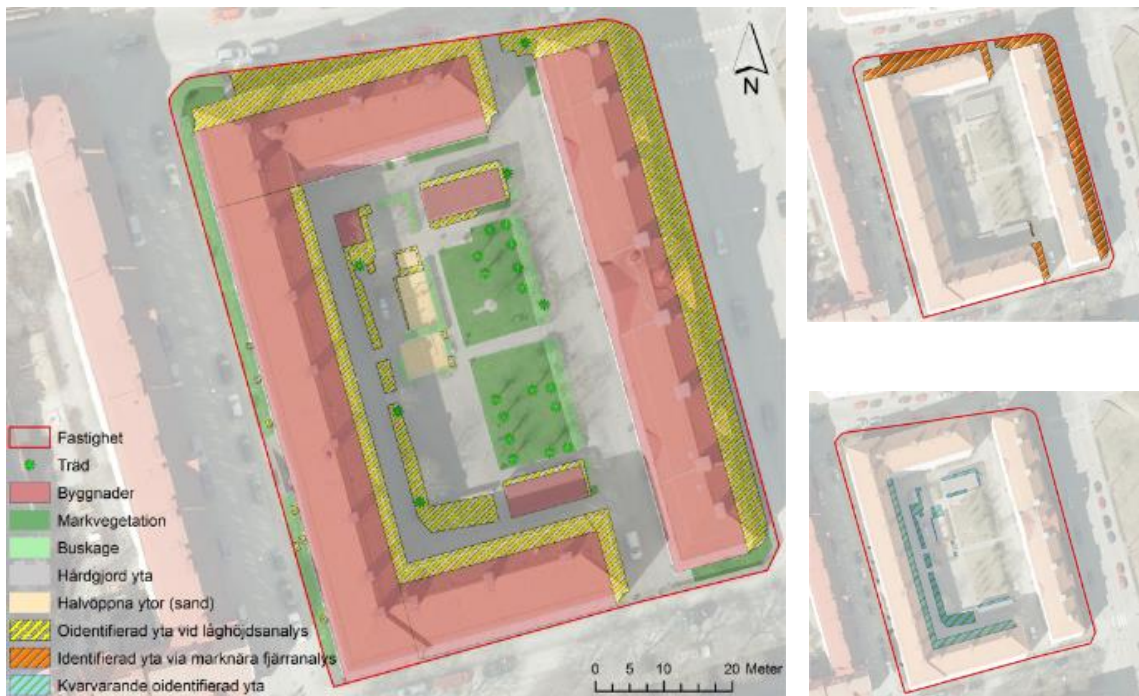 N
Fastighet
Träd
Byggnader
Markvegetation
Buskage
Hårdgjord yta
Halvöppna ytor (sand)
Oidentifierad yta vid låghöjdsanalys
Identifierad yta via marknära fjärranalys
Kvarvarande oidentifierad yta
0 5 10 20 Meter